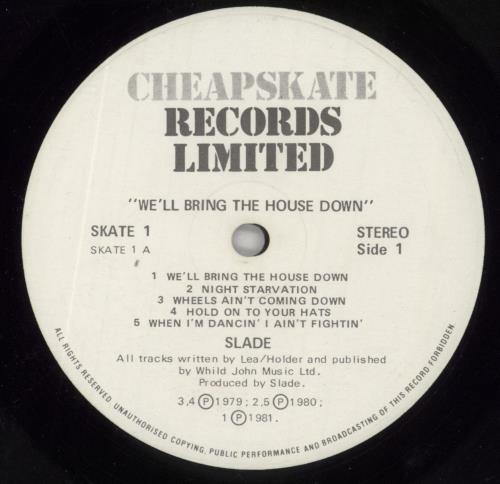 CHEAPSKATE
RECORDS
LIMITED
"WE'LL BRING THE HOUSE DOWN"
SKATE 1
STEREO
SKATE 1 A
Side 1
1 WE'LL BRING THE HOUSE DOWN
2 NIGHT STARVATION
3 WHEELS AIN'T COMING DOWN
4 HOLD ON TO YOUR HATS
5 WHEN I'M DANCIN' I AIN'T FIGHTIN'
SLADE
All tracks written by Lea/Holder and published
by Whild John Music Ltd.
Produced by Slade.
3,4 Ⓟ 1979; 2,5 Ⓟ 1980;
1 Ⓟ 1981.
ALL RIGHTS RESERVED UNAUTHORISED COPYING, PUBLIC PERFORMANCE AND BROADCASTING OF THIS RECORD FORBIDDEN.